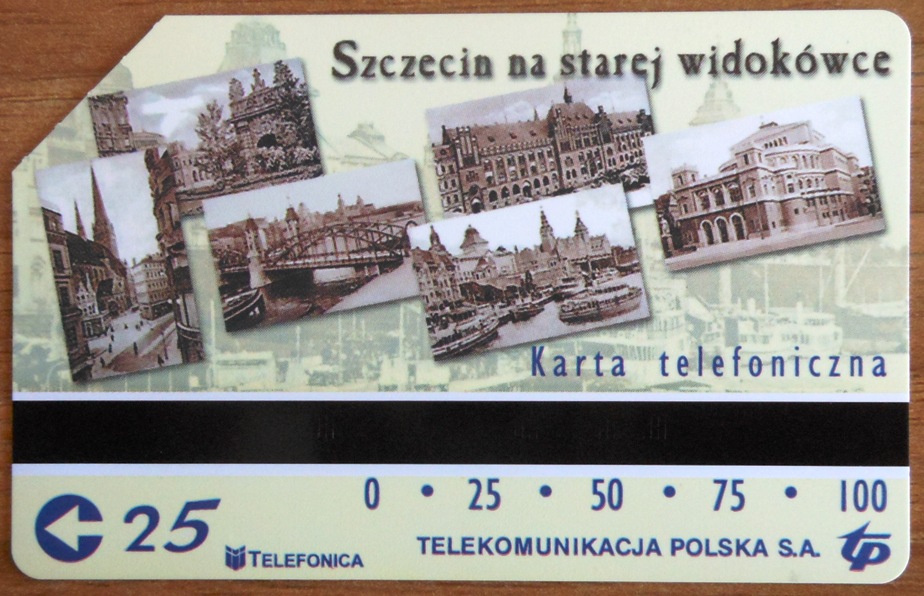 Szczecin na starej widokówce
Karta telefoniczna
0 • 25 • 50 • 75 • 100
25
TELEFONICA
TELEKOMUNIKACJA POLSKA S.A.
tp